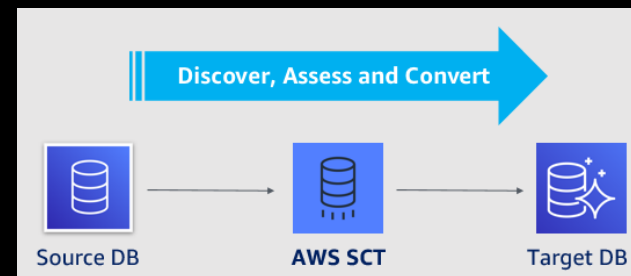 Discover, Assess and Convert
Source DB
AWS SCT
Target DB